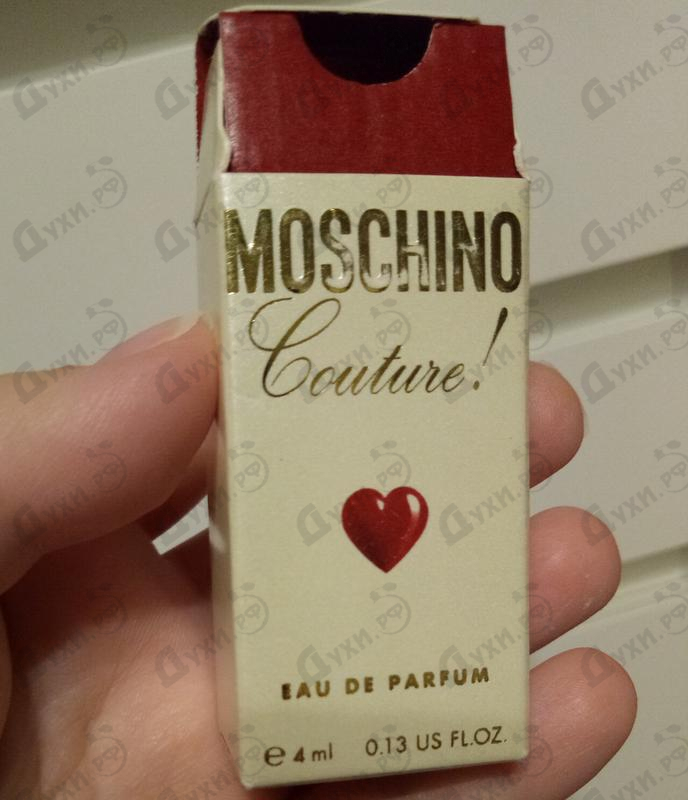 MOSCHINO
Couture!
EAU DE PARFUM
℮ 4 ml 0.13 US FL.OZ.
Духи.рф